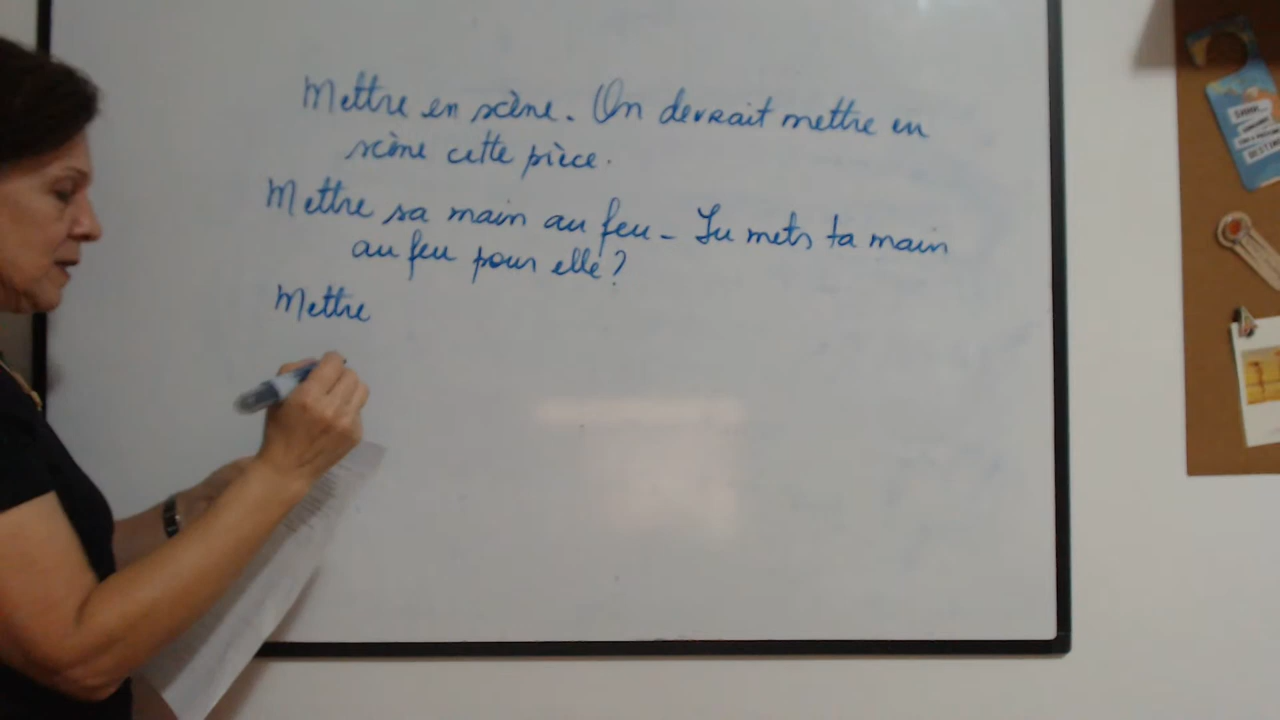 Mettre en scène. On devrait mettre en
scène cette pièce.
Mettre sa main au feu - Tu mets ta main
au feu pour elle?
Mettre